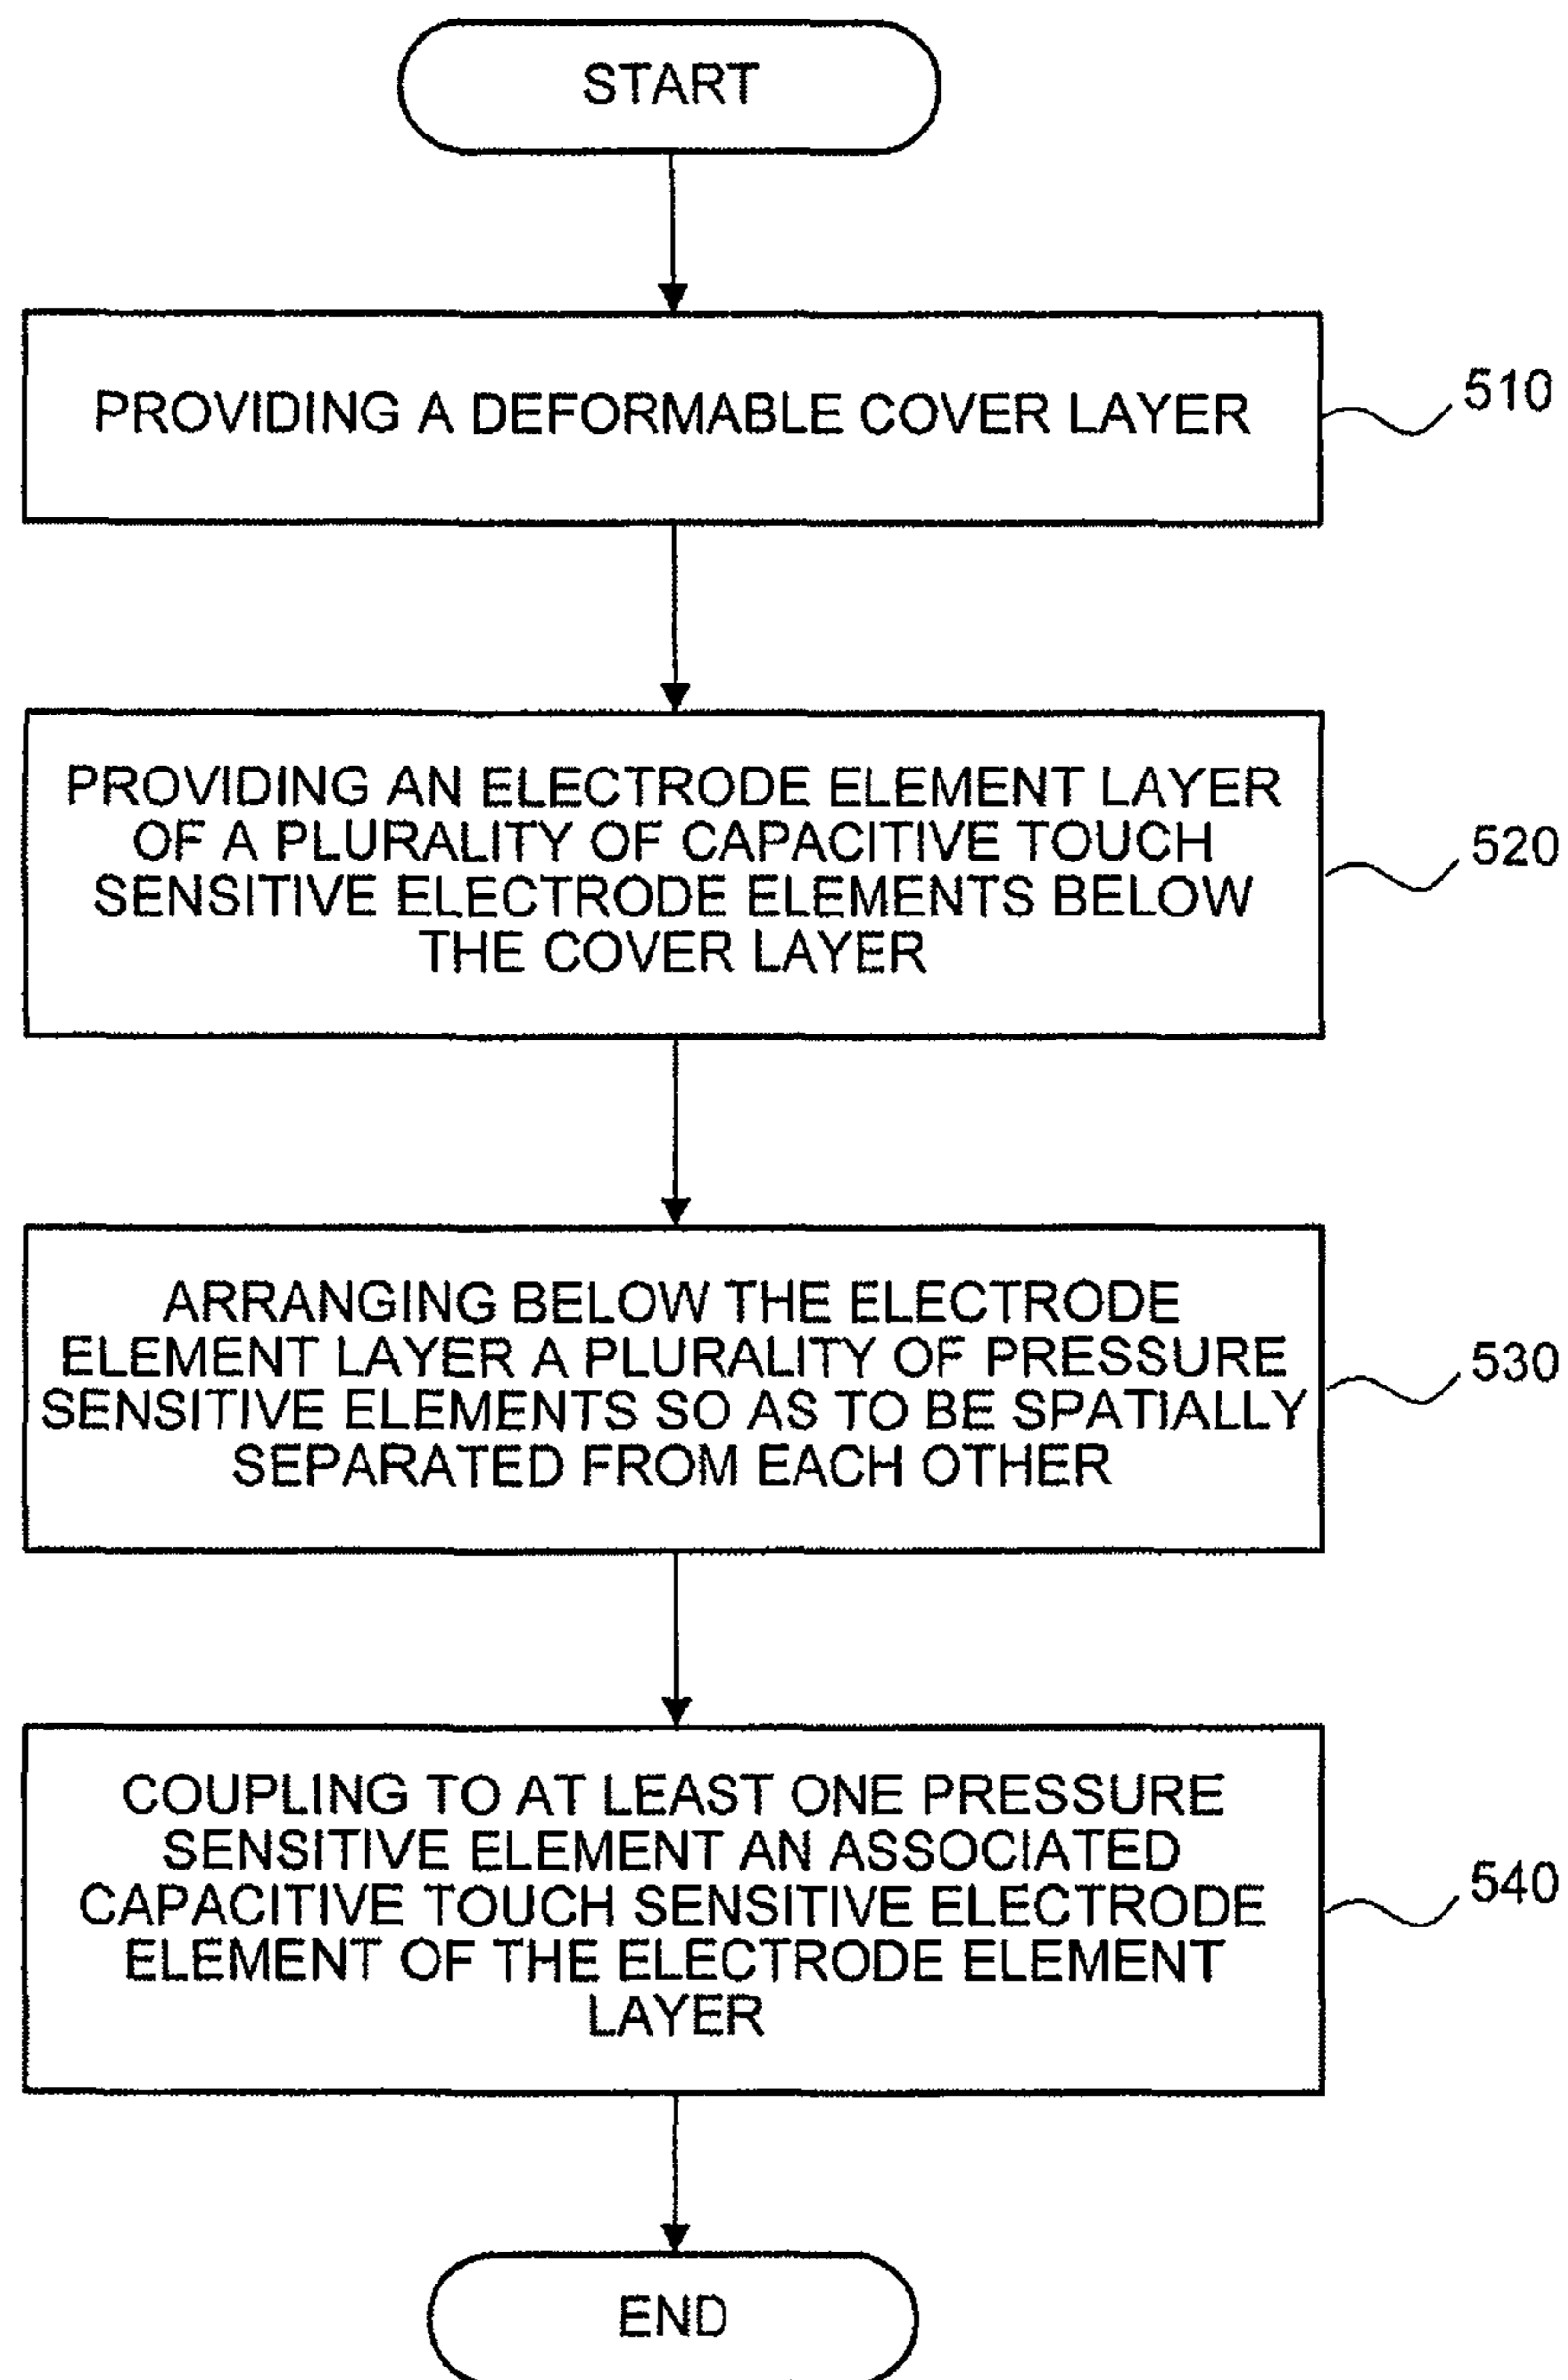 START
PROVIDING A DEFORMABLE COVER LAYER
510
PROVIDING AN ELECTRODE ELEMENT LAYER
OF A PLURALITY OF CAPACITIVE TOUCH
SENSITIVE ELECTRODE ELEMENTS BELOW
THE COVER LAYER
520
ARRANGING BELOW THE ELECTRODE
ELEMENT LAYER A PLURALITY OF PRESSURE
SENSITIVE ELEMENTS SO AS TO BE SPATIALLY
SEPARATED FROM EACH OTHER
530
COUPLING TO AT LEAST ONE PRESSURE
SENSITIVE ELEMENT AN ASSOCIATED
CAPACITIVE TOUCH SENSITIVE ELECTRODE
ELEMENT OF THE ELECTRODE ELEMENT
LAYER
540
END